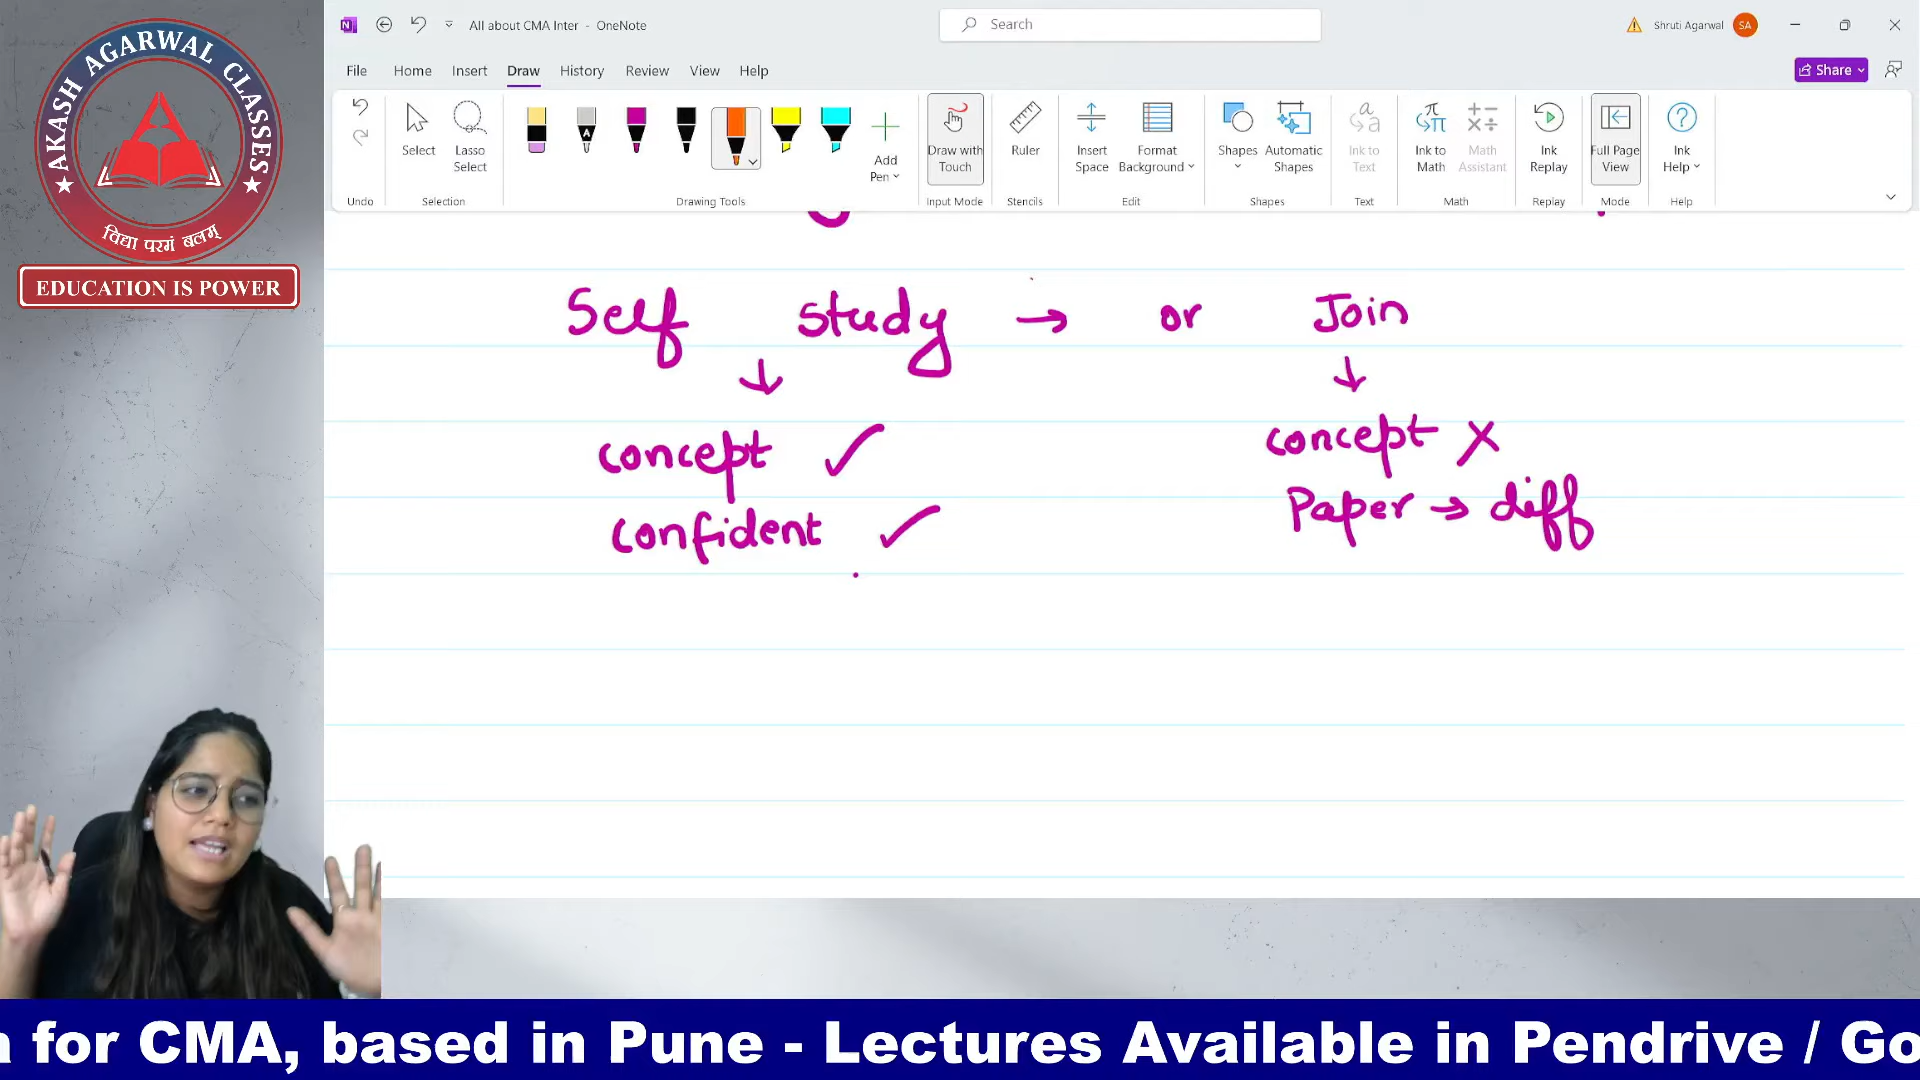 AKASH AGARWAL CLASSES
विद्या परमं बलम्
EDUCATION IS POWER
All about CMA Inter - OneNote
Search
Shruti Agarwal SA
File Home Insert Draw History Review View Help
Share
Select
Lasso Select
Add Pen
Draw with Touch
Ruler
Insert Space
Format Background
Shapes
Automatic Shapes
Ink to Text
Ink to Math
Math Assistant
Ink Replay
Full Page View
Ink Help
Undo Selection Drawing Tools Input Mode Stencils Edit Shapes Text Math Replay Mode Help
Self study → or Join
↓ ↓
concept ✓ concept X
confident ✓ Paper → diff
for CMA, based in Pune - Lectures Available in Pendrive / Go